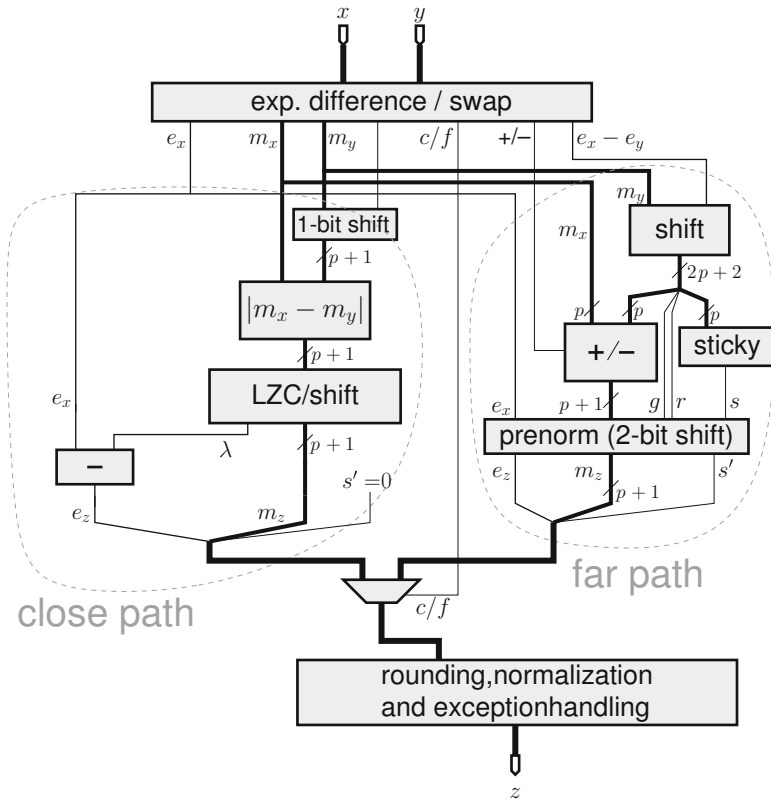 x y
exp. difference / swap
e_x m_x m_y c/f +/− e_x − e_y
m_y
1-bit shift
m_x
shift
p + 1
2p + 2
|m_x − m_y|
p p p
+/−
sticky
p + 1
LZC/shift
e_x
e_x p + 1 g r s
prenorm (2-bit shift)
λ
p + 1
−
e_z m_z s′
s′ = 0
p + 1
e_z m_z
far path
close path
c/f
rounding,normalization
and exceptionhandling
z